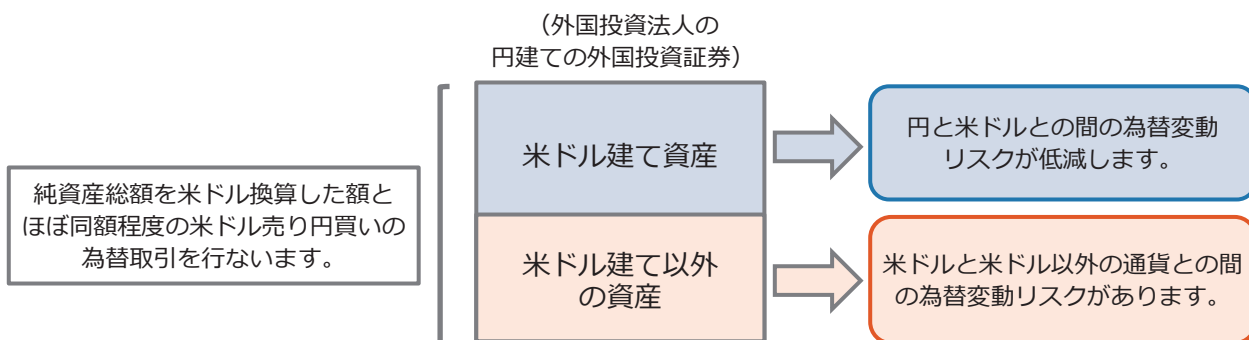 （外国投資法人の
円建ての外国投資証券）
純資産総額を米ドル換算した額と
ほぼ同額程度の米ドル売り円買いの
為替取引を行ないます。
米ドル建て資産
円と米ドルとの間の為替変動
リスクが低減します。
米ドル建て以外
の資産
米ドルと米ドル以外の通貨との間
の為替変動リスクがあります。